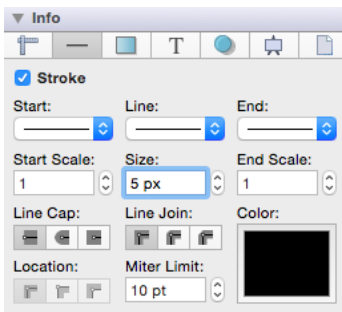 Info
T
Stroke
Start: Line: End:
Start Scale: Size: End Scale:
1 5 px 1
Line Cap: Line Join: Color:
Location: Miter Limit:
10 pt